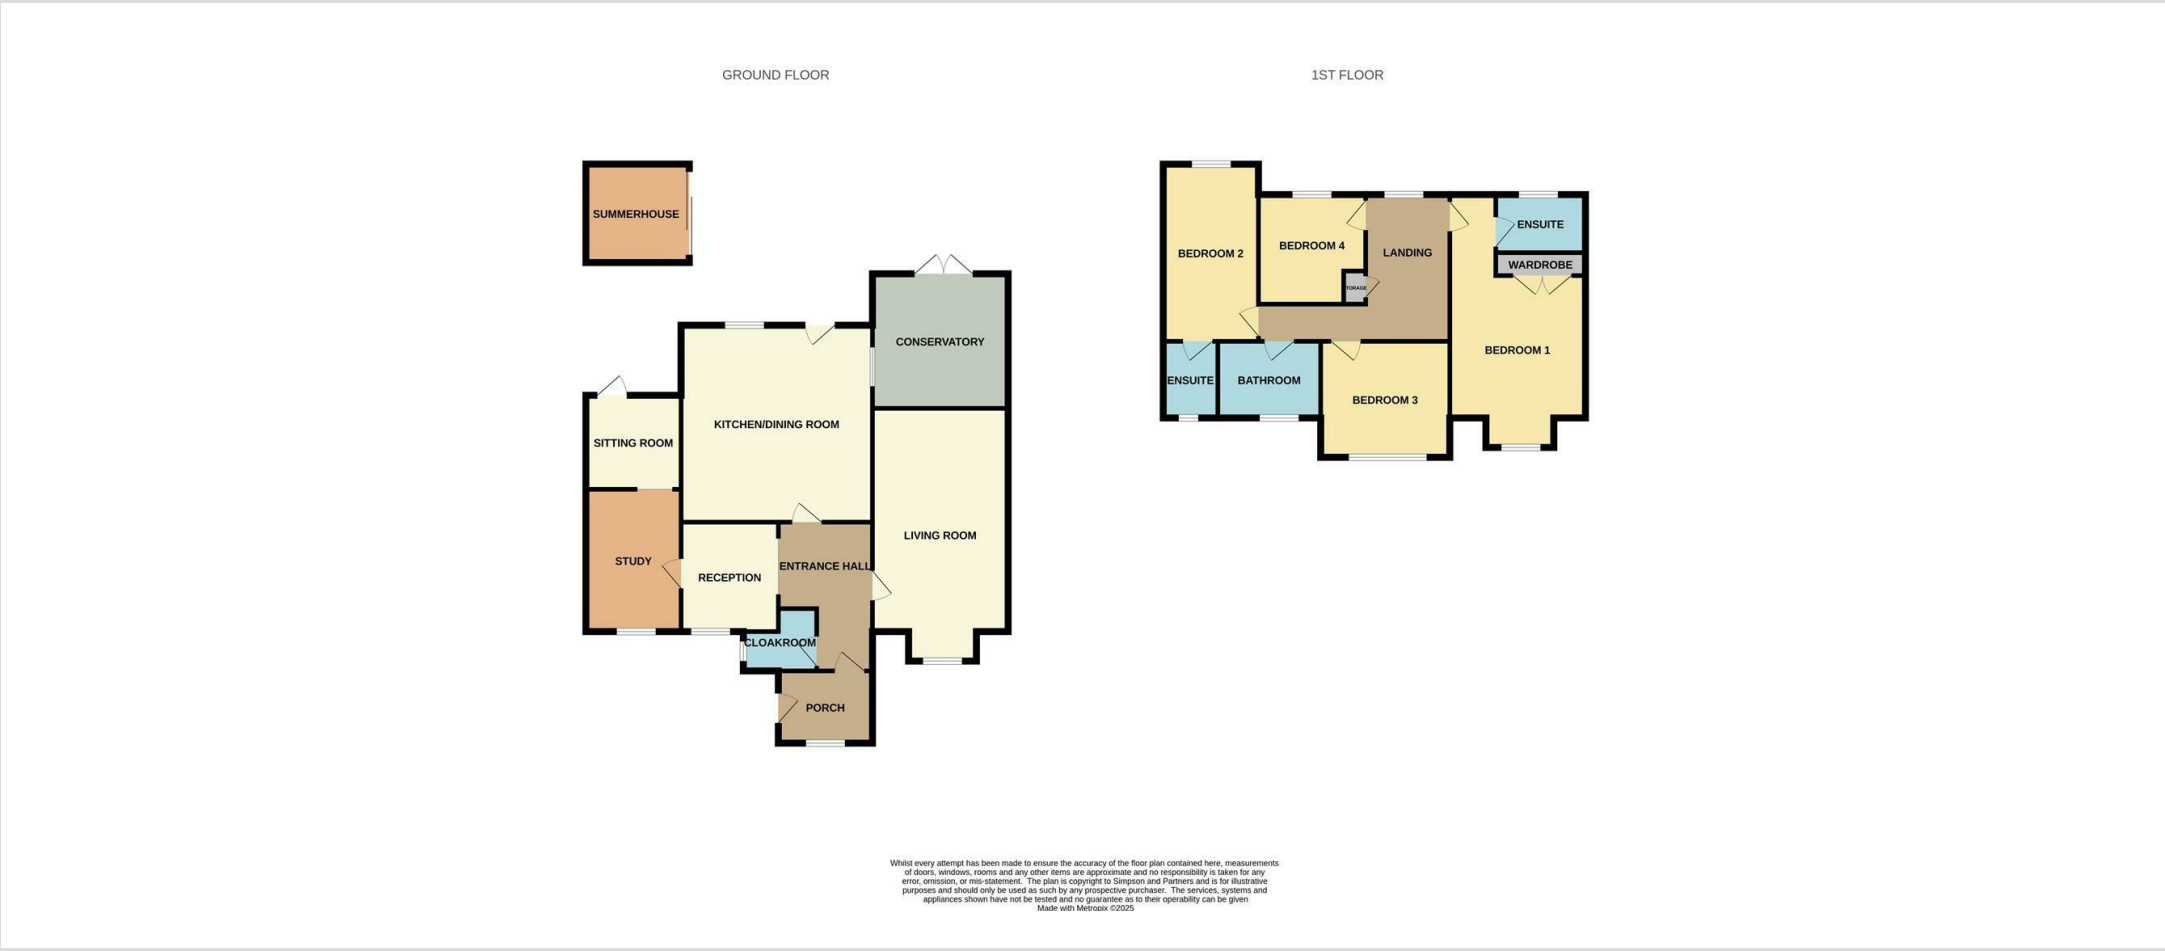 GROUND FLOOR
SUMMERHOUSE
CONSERVATORY
KITCHEN/DINING ROOM
SITTING ROOM
LIVING ROOM
STUDY
ENTRANCE HALL
RECEPTION
CLOAKROOM
PORCH
1ST FLOOR
ENSUITE
BEDROOM 4
BEDROOM 2
LANDING
WARDROBE
TORAGE
BEDROOM 1
ENSUITE
BATHROOM
BEDROOM 3
Whilst every attempt has been made to ensure the accuracy of the floor plan contained here, measurements
of doors, windows, rooms and any other items are approximate and no responsibility is taken for any
error, omission, or mis-statement. The plan is copyright to Simpson and Partners and is for illustrative
purposes and should only be used as such by any prospective purchaser. The services, systems and
appliances shown have not be tested and no guarantee as to their operability can be given
Made with Metropix ©2025